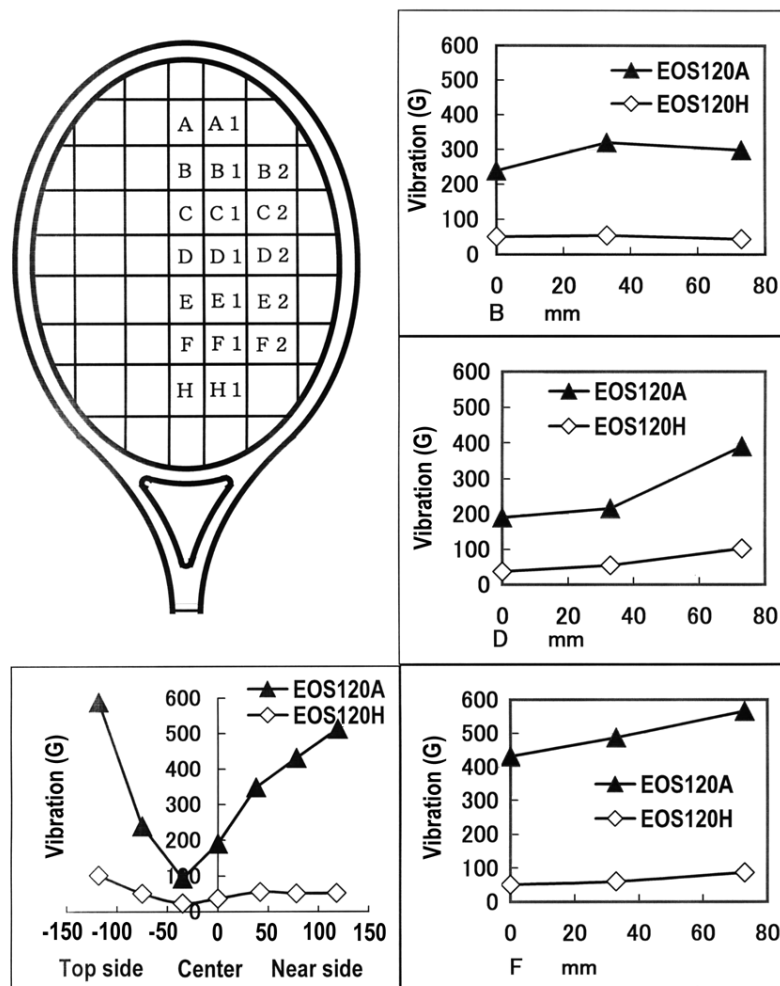 A A1
B B1 B2
C C1 C2
D D1 D2
E E1 E2
F F1 F2
H H1
600
500
400
300
200
100
0
Vibration (G)
EOS120A
EOS120H
0 20 40 60 80
B mm
600
500
400
300
200
100
0
Vibration (G)
EOS120A
EOS120H
0 20 40 60 80
D mm
600
500
400
300
200
100
0
Vibration (G)
EOS120A
EOS120H
-150 -100 -50 0 50 100 150
Top side Center Near side
600
500
400
300
200
100
0
Vibration (G)
EOS120A
EOS120H
0 20 40 60 80
F mm